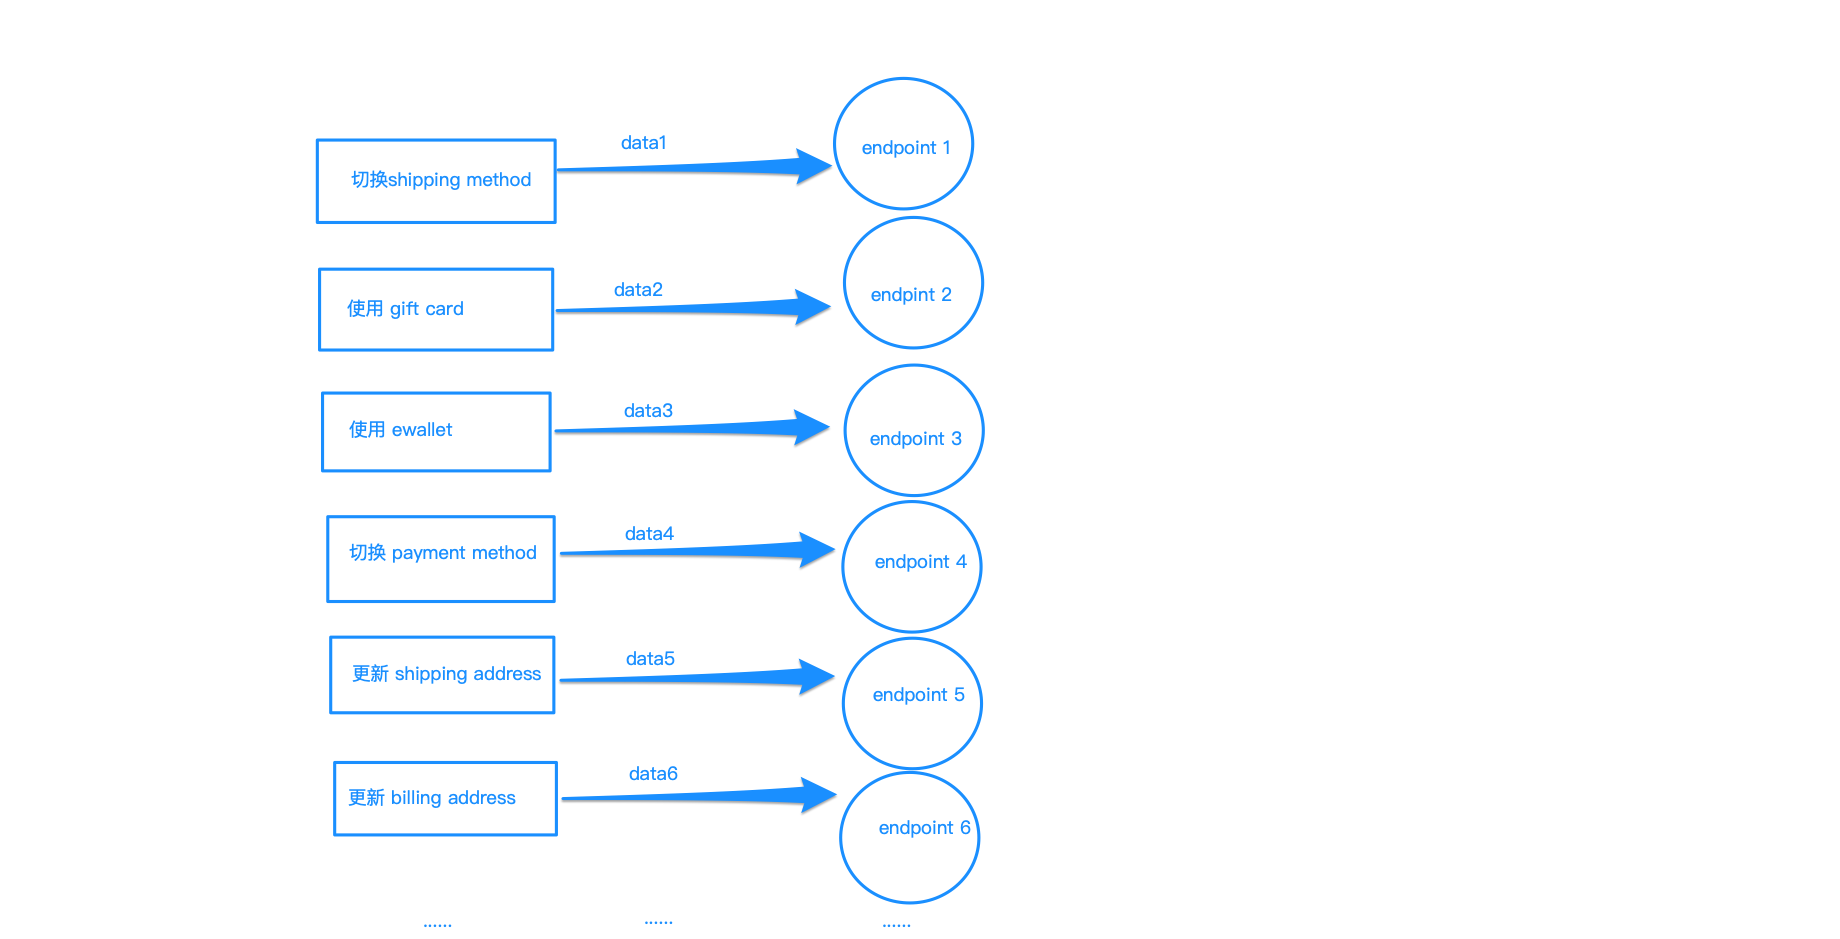 切换shipping method
data1
endpoint 1
使用 gift card
data2
endpint 2
使用 ewallet
data3
endpoint 3
切换 payment method
data4
endpoint 4
更新 shipping address
data5
endpoint 5
更新 billing address
data6
endpoint 6
......
......
......